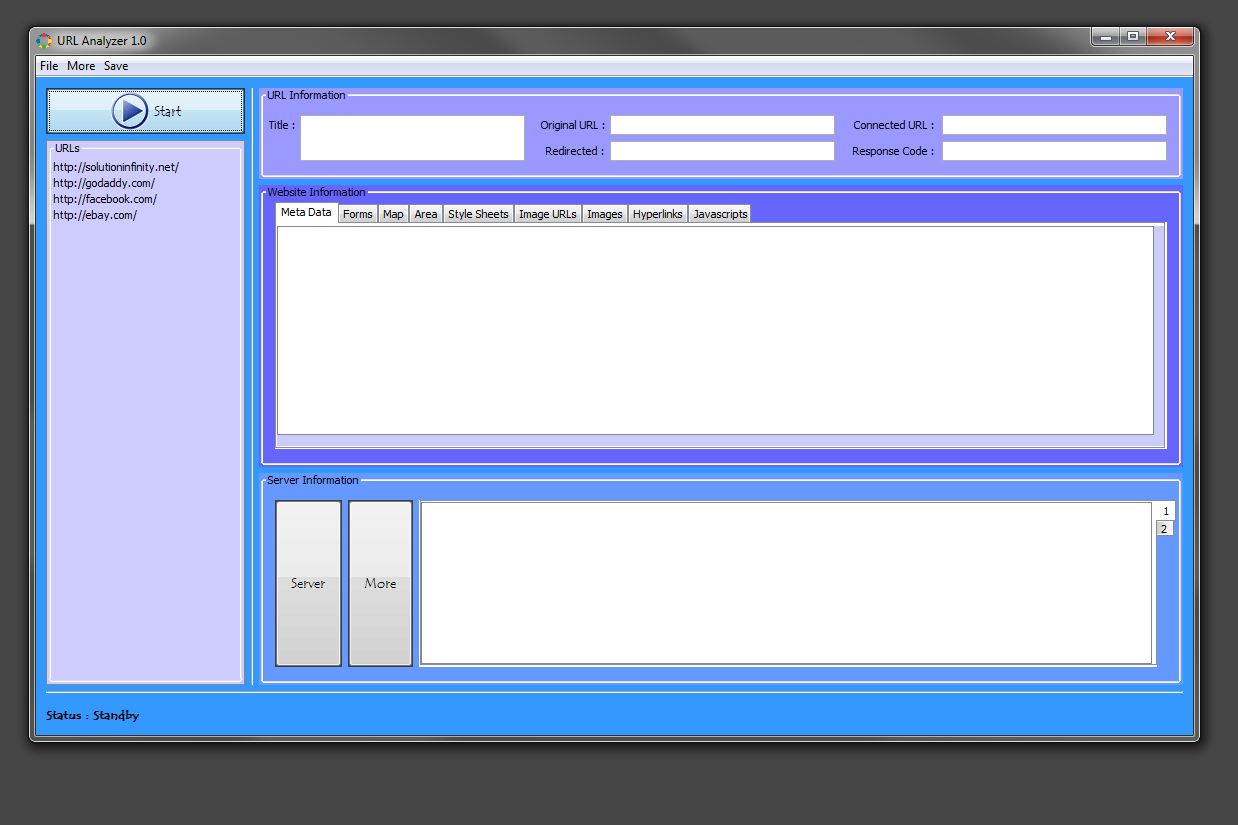 URL Analyzer 1.0
File More Save
Start
URLs
http://solutioninfinity.net/
http://godaddy.com/
http://facebook.com/
http://ebay.com/
URL Information
Title :
Original URL :
Connected URL :
Redirected :
Response Code :
Website Information
Meta Data Forms Map Area Style Sheets Image URLs Images Hyperlinks Javascripts
Server Information
Server
More
1
2
Status : Standby